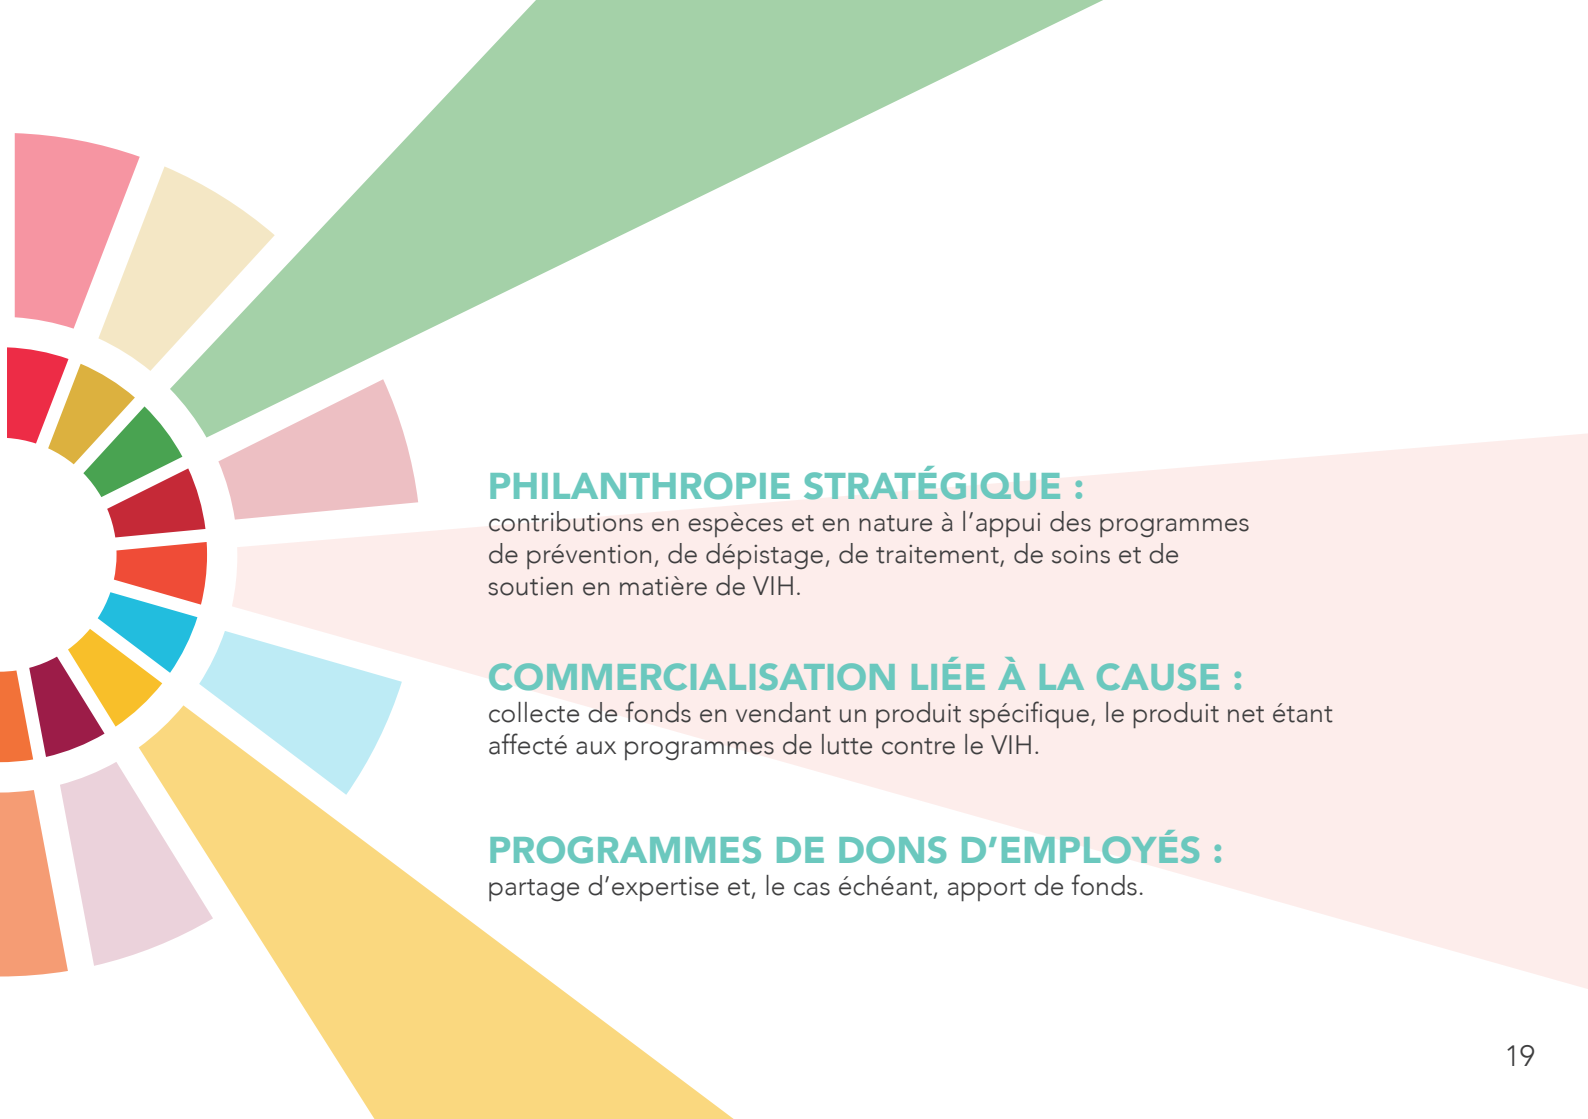 PHILANTHROPIE STRATÉGIQUE :
contributions en espèces et en nature à l’appui des programmes
de prévention, de dépistage, de traitement, de soins et de
soutien en matière de VIH.
COMMERCIALISATION LIÉE À LA CAUSE :
collecte de fonds en vendant un produit spécifique, le produit net étant
affecté aux programmes de lutte contre le VIH.
PROGRAMMES DE DONS D’EMPLOYÉS :
partage d’expertise et, le cas échéant, apport de fonds.
19